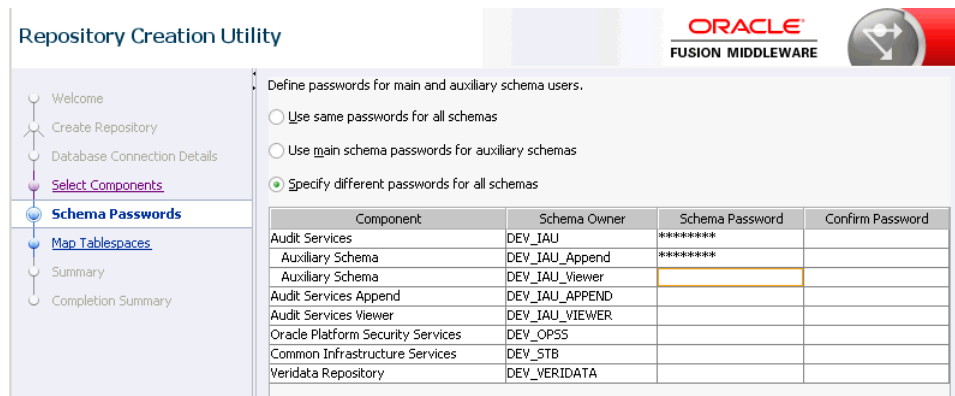 Repository Creation Utility
ORACLE
FUSION MIDDLEWARE
Welcome
Create Repository
Database Connection Details
Select Components
Schema Passwords
Map Tablespaces
Summary
Completion Summary
Define passwords for main and auxiliary schema users.
Use same passwords for all schemas
Use main schema passwords for auxiliary schemas
Specify different passwords for all schemas
Component Schema Owner Schema Password Confirm Password
Audit Services DEV_IAU ********
Auxiliary Schema DEV_IAU_Append ********
Auxiliary Schema DEV_IAU_Viewer
Audit Services Append DEV_IAU_APPEND
Audit Services Viewer DEV_IAU_VIEWER
Oracle Platform Security Services DEV_OPSS
Common Infrastructure Services DEV_STB
Veridata Repository DEV_VERIDATA